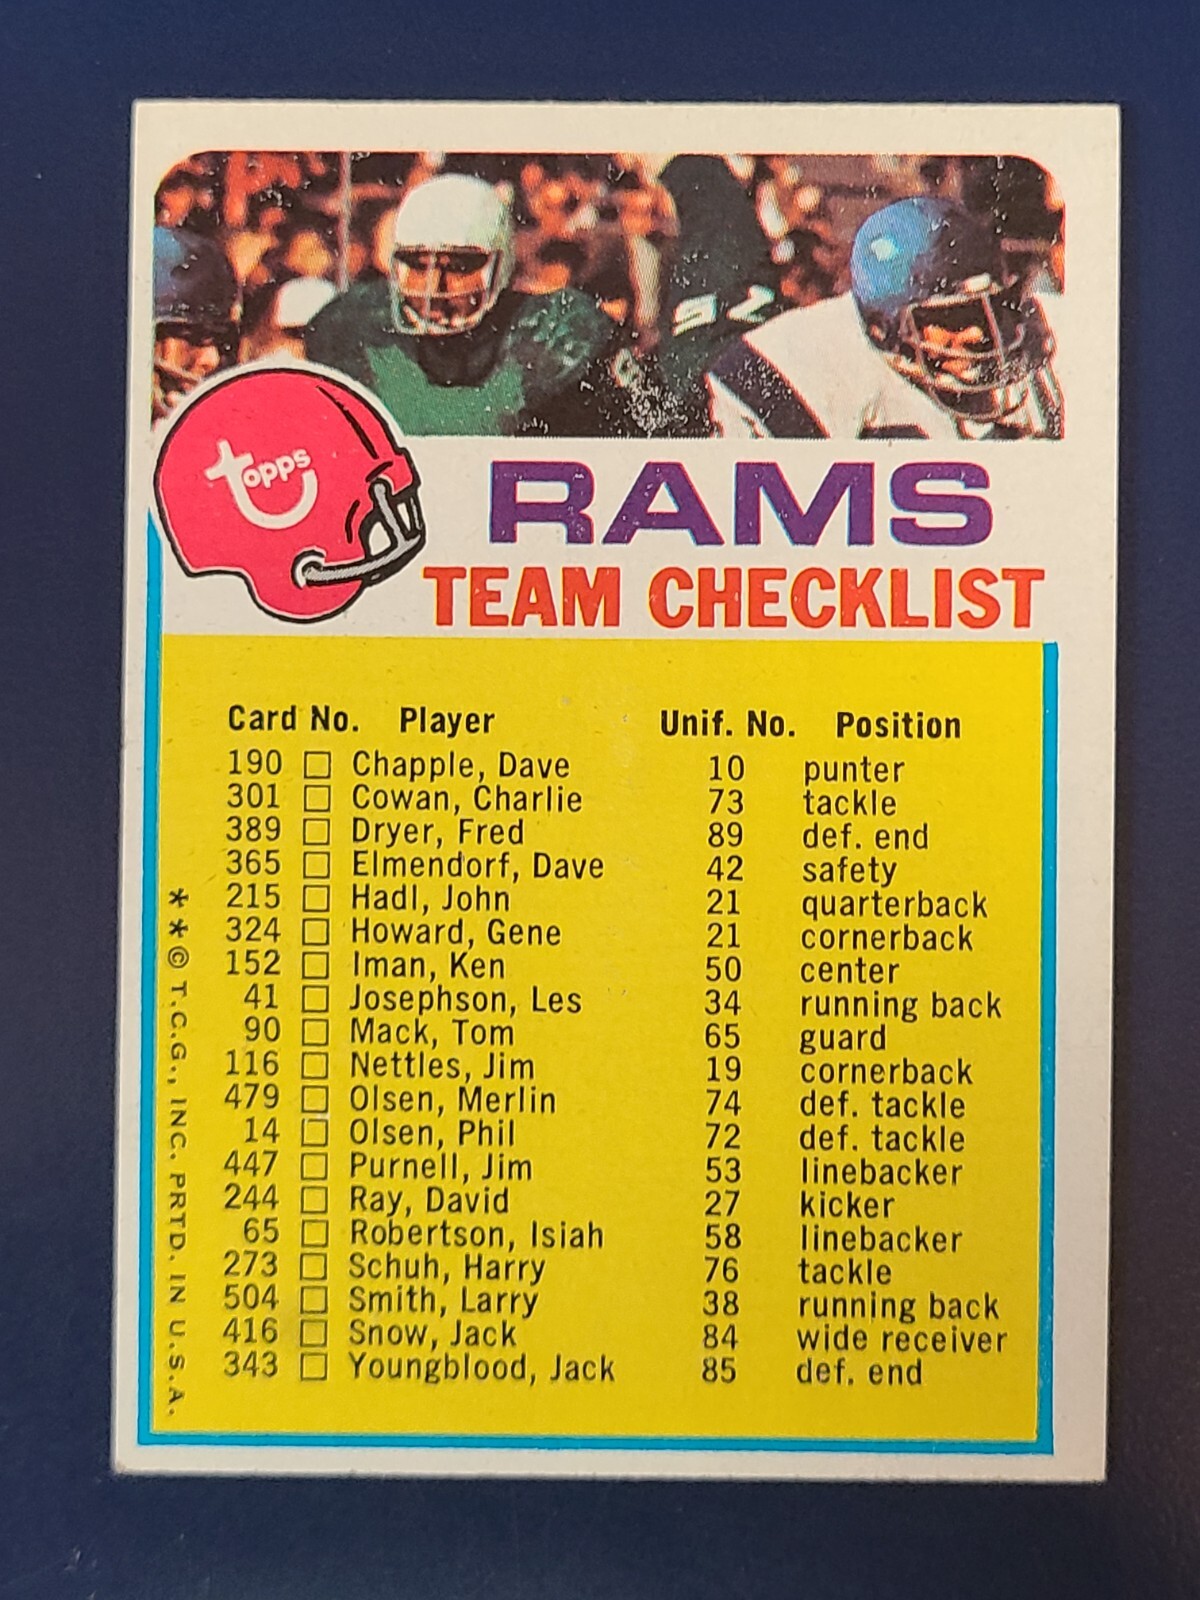 topps
RAMS
TEAM CHECKLIST
Card No. Player Unif. No. Position
190 Chapple, Dave 10 punter
301 Cowan, Charlie 73 tackle
389 Dryer, Fred 89 def. end
365 Elmendorf, Dave 42 safety
215 Hadl, John 21 quarterback
324 Howard, Gene 21 cornerback
152 Iman, Ken 50 center
41 Josephson, Les 34 running back
90 Mack, Tom 65 guard
116 Nettles, Jim 19 cornerback
479 Olsen, Merlin 74 def. tackle
14 Olsen, Phil 72 def. tackle
447 Purnell, Jim 53 linebacker
244 Ray, David 27 kicker
65 Robertson, Isiah 58 linebacker
273 Schuh, Harry 76 tackle
504 Smith, Larry 38 running back
416 Snow, Jack 84 wide receiver
343 Youngblood, Jack 85 def. end
**© T.C.G., INC. PRTD. IN U.S.A.